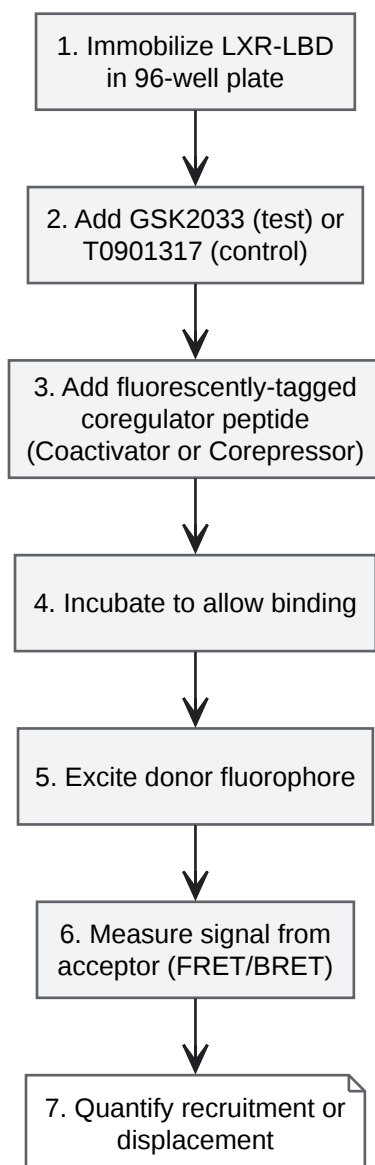 1. Immobilize LXR-LBD
in 96-well plate
2. Add GSK2033 (test) or
T0901317 (control)
3. Add fluorescently-tagged
coregulator peptide
(Coactivator or Corepressor)
4. Incubate to allow binding
5. Excite donor fluorophore
6. Measure signal from
acceptor (FRET/BRET)
7. Quantify recruitment or
displacement